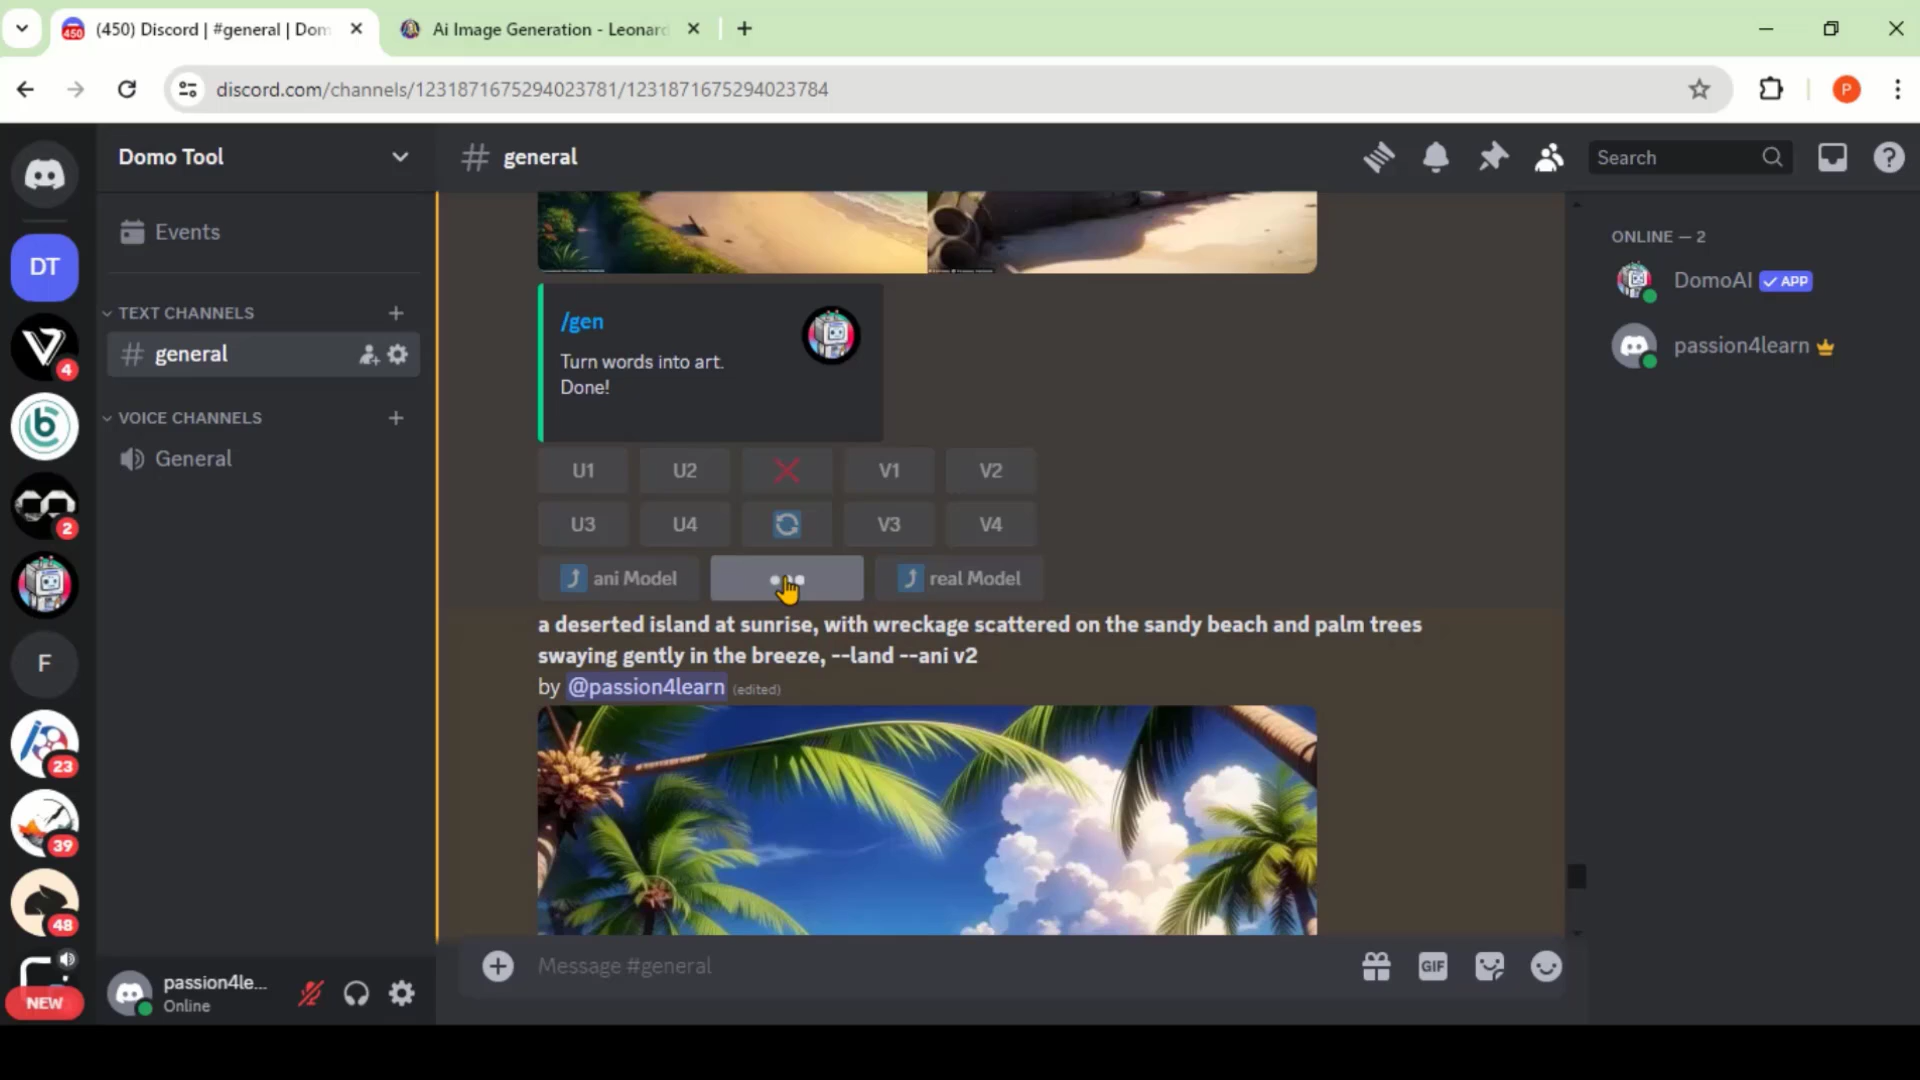 (450) Discord | #general | Dom
Ai Image Generation - Leonard
discord.com/channels/1231871675294023781/1231871675294023784
P
Domo Tool
general
Search
Events
DT
TEXT CHANNELS
general
4
VOICE CHANNELS
General
2
F
23
39
48
NEW
passion4le...
Online
/gen
Turn words into art.
Done!
U1 U2 V1 V2
U3 U4 V3 V4
ani Model
real Model
a deserted island at sunrise, with wreckage scattered on the sandy beach and palm trees
swaying gently in the breeze, --land --ani v2
by @passion4learn (edited)
Message #general
GIF
ONLINE — 2
DomoAI APP
passion4learn